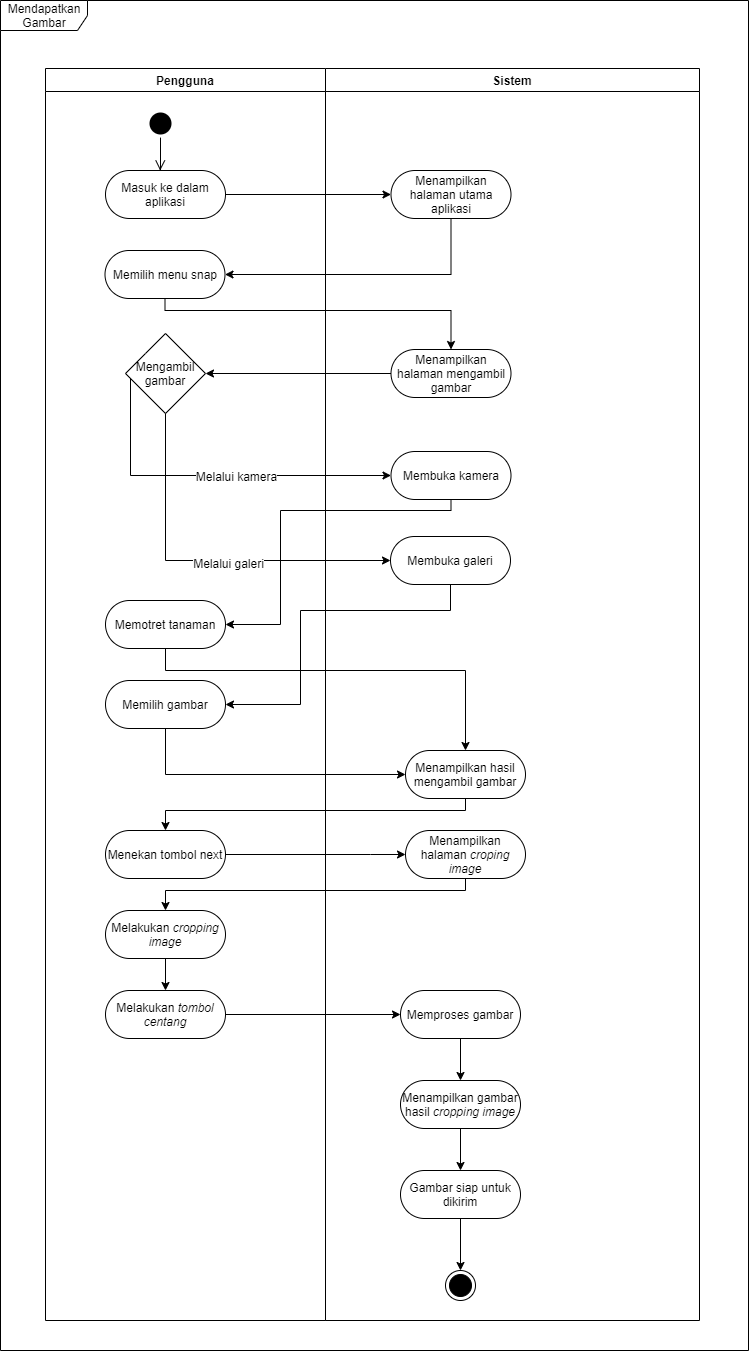 Mendapatkan
Gambar
Pengguna
Sistem
Masuk ke dalam
aplikasi
Menampilkan
halaman utama
aplikasi
Memilih menu snap
Menampilkan
halaman mengambil
gambar
Mengambil
gambar
Melalui kamera
Membuka kamera
Melalui galeri
Membuka galeri
Memotret tanaman
Memilih gambar
Menampilkan hasil
mengambil gambar
Menekan tombol next
Menampilkan
halaman croping
image
Melakukan cropping
image
Melakukan tombol
centang
Memproses gambar
Menampilkan gambar
hasil cropping image
Gambar siap untuk
dikirim